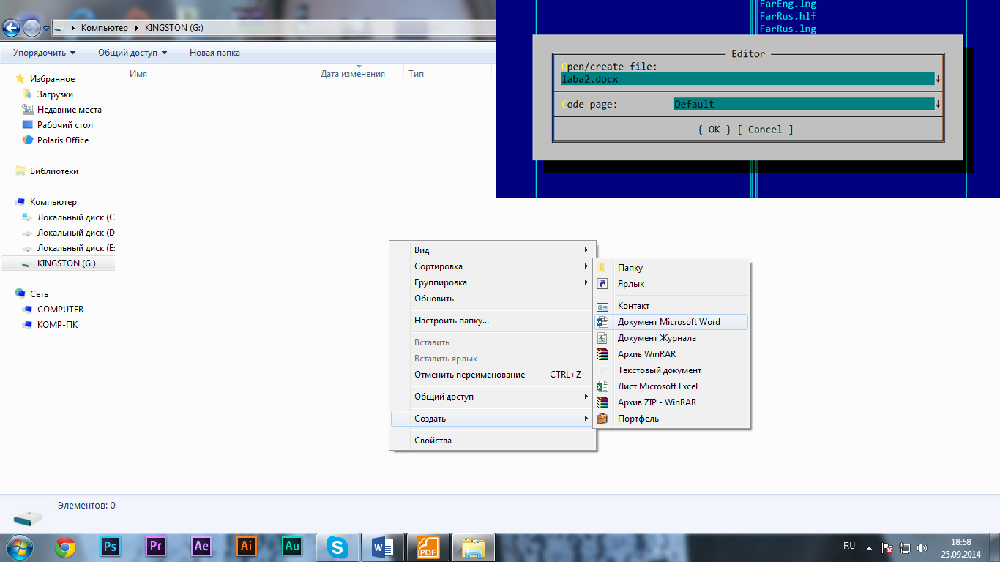 Компьютер
KINGSTON (G:)
Упорядочить
Общий доступ
Новая папка
Имя
Дата изменения
Тип
Избранное
Загрузки
Недавние места
Рабочий стол
Polaris Office
Библиотеки
Компьютер
Локальный диск (C
Локальный диск (D
Локальный диск (E:
KINGSTON (G:)
Сеть
COMPUTER
KOMP-ПК
FarEng.lng
FarRus.hlf
FarRus.lng
Editor
Open/create file:
laba2.docx
Code page:
Default
{ OK } [ Cancel ]
Вид
Сортировка
Группировка
Обновить
Настроить папку...
Вставить
Вставить ярлык
Отменить переименование CTRL+Z
Общий доступ
Создать
Свойства
Папку
Ярлык
Контакт
Документ Microsoft Word
Документ Журнала
Архив WinRAR
Текстовый документ
Лист Microsoft Excel
Архив ZIP - WinRAR
Портфель
Элементов: 0
Ps
Pr
Ae
Ai
Au
S
W
PDF
RU
18:58
25.09.2014